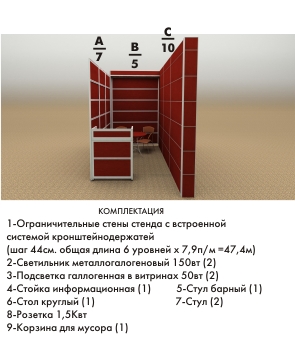 C
10
A
7
B
5
КОМПЛЕКТАЦИЯ
1-Ограничительные стены стенда с встроенной
системой кронштейнодержатей
(шаг 44см. общая длина 6 уровней х 7,9п/м =47,4м)
2-Светильник металлогалогеновый 150вт (2)
3-Подсветка галлогенная в витринах 50вт (2)
4-Стойка информационная (1) 5-Стул барный (1)
6-Стол круглый (1) 7-Стул (2)
8-Розетка 1,5Квт
9-Корзина для мусора (1)